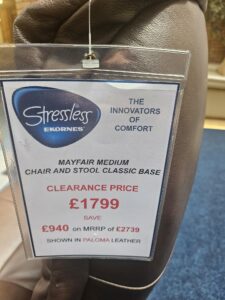 Stressless
EKORNES
THE
INNOVATORS
OF
COMFORT
MAYFAIR MEDIUM
CHAIR AND STOOL CLASSIC BASE
CLEARANCE PRICE
£1799
SAVE
£940 on MRRP of £2739
SHOWN IN PALOMA LEATHER